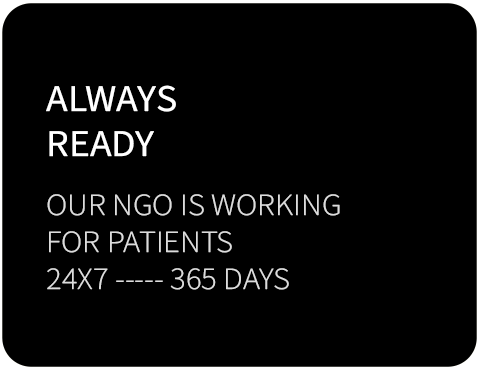 ALWAYS
READY
OUR NGO IS WORKING
FOR PATIENTS
24X7 ----- 365 DAYS